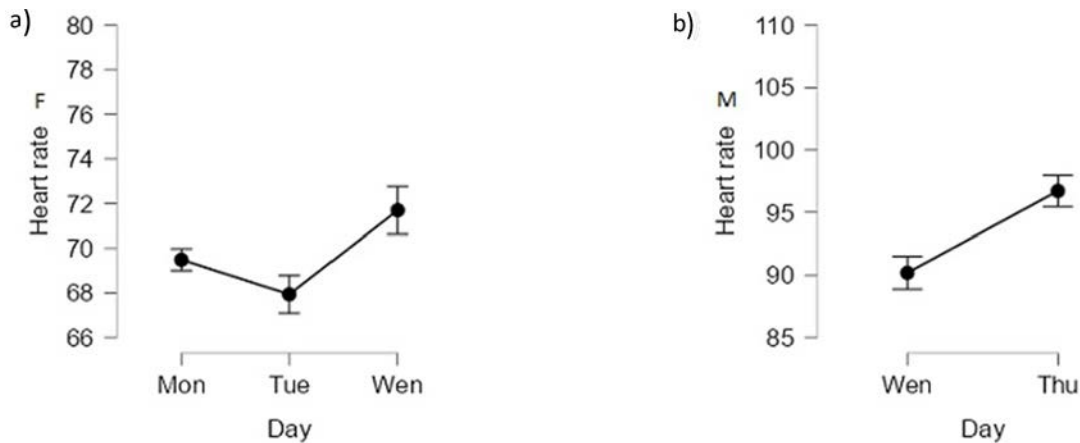 a)
80
78
76
74
72
70
68
66
Heart rate F
Mon Tue Wen
Day
b)
110
105
100
95
90
85
Heart rate M
Wen Thu
Day